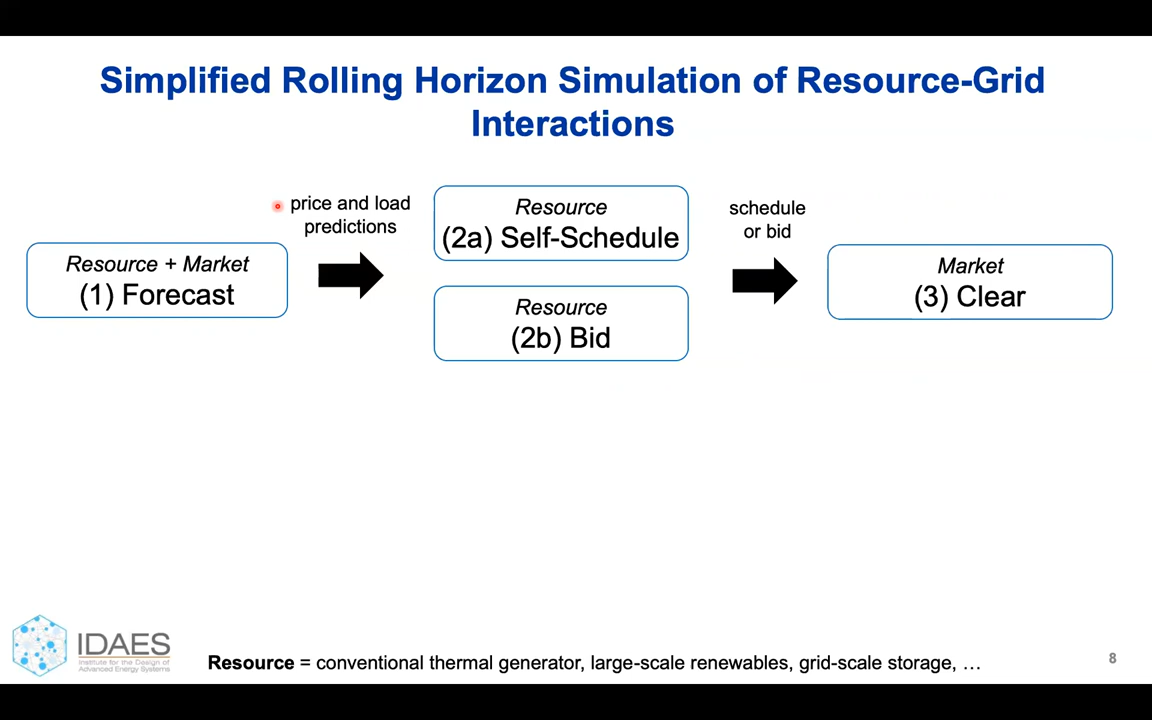 Simplified Rolling Horizon Simulation of Resource-Grid
Interactions
price and load
predictions
Resource
(2a) Self-Schedule
schedule
or bid
Resource + Market
(1) Forecast
Market
(3) Clear
Resource
(2b) Bid
IDAES
Institute for the Design of
Advanced Energy Systems
Resource = conventional thermal generator, large-scale renewables, grid-scale storage, …
8